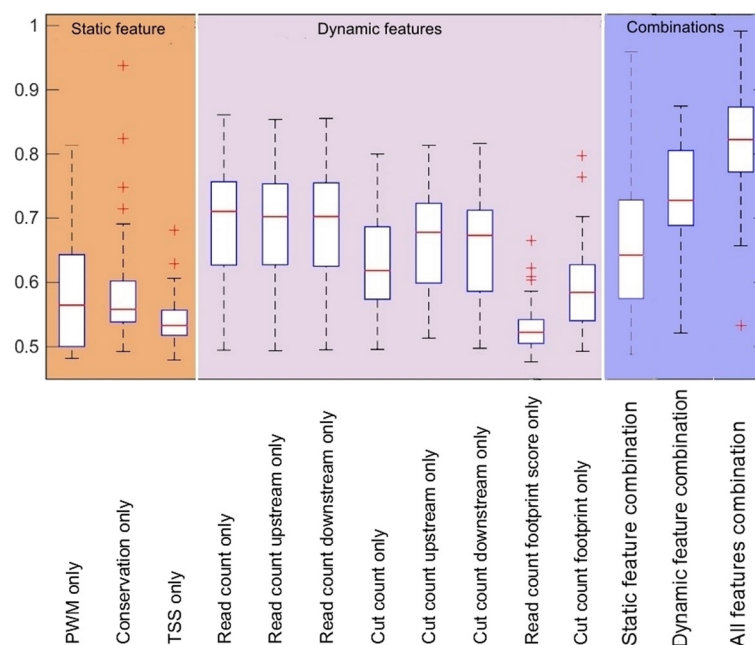 Static feature
Dynamic features
Combinations
1
0.9
0.8
0.7
0.6
0.5
PWM only
Conservation only
TSS only
Read count only
Read count upstream only
Read count downstream only
Cut count only
Cut count upstream only
Cut count downstream only
Read count footprint score only
Cut count footprint only
Static feature combination
Dynamic feature combination
All features combination